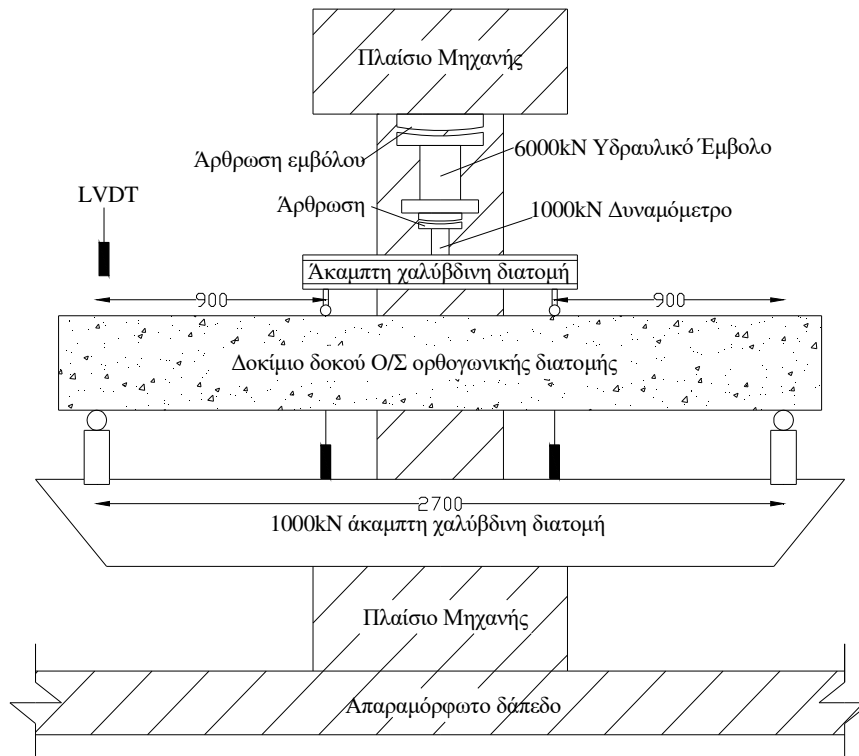 Πλαίσιο Μηχανής
Άρθρωση εμβόλου
6000kN Υδραυλικό Έμβολο
LVDT
Άρθρωση
1000kN Δυναμόμετρο
Άκαμπτη χαλύβδινη διατομή
900
900
Δοκίμιο δοκού Ο/Σ ορθογωνικής διατομής
2700
1000kN άκαμπτη χαλύβδινη διατομή
Πλαίσιο Μηχανής
Απαραμόρφωτο δάπεδο